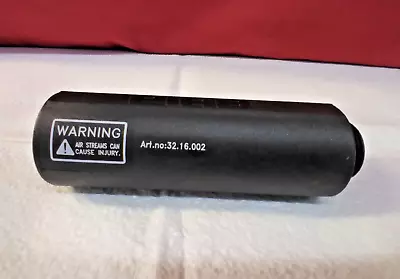 WARNING
AIR STREAMS CAN
CAUSE INJURY.
Art.no:32.16.002